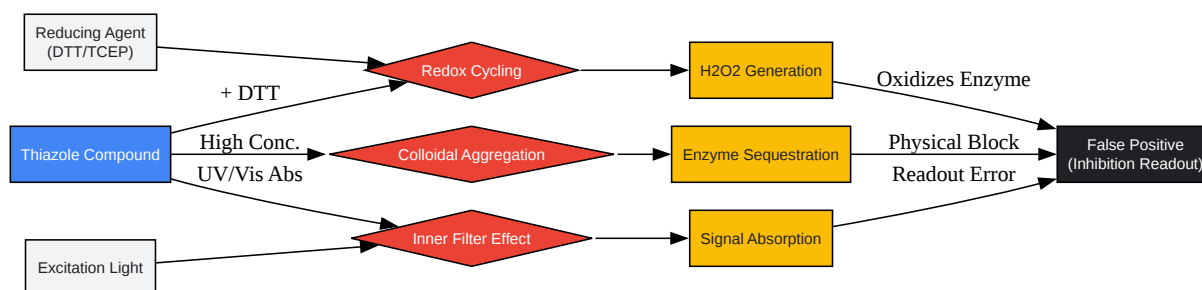 Reducing Agent
(DTT/TCEP)
Redox Cycling
H2O2 Generation
Oxidizes Enzyme
+ DTT
Thiazole Compound
High Conc.
Colloidal Aggregation
Enzyme Sequestration
Physical Block
False Positive
(Inhibition Readout)
UV/Vis Abs
Readout Error
Inner Filter Effect
Signal Absorption
Excitation Light